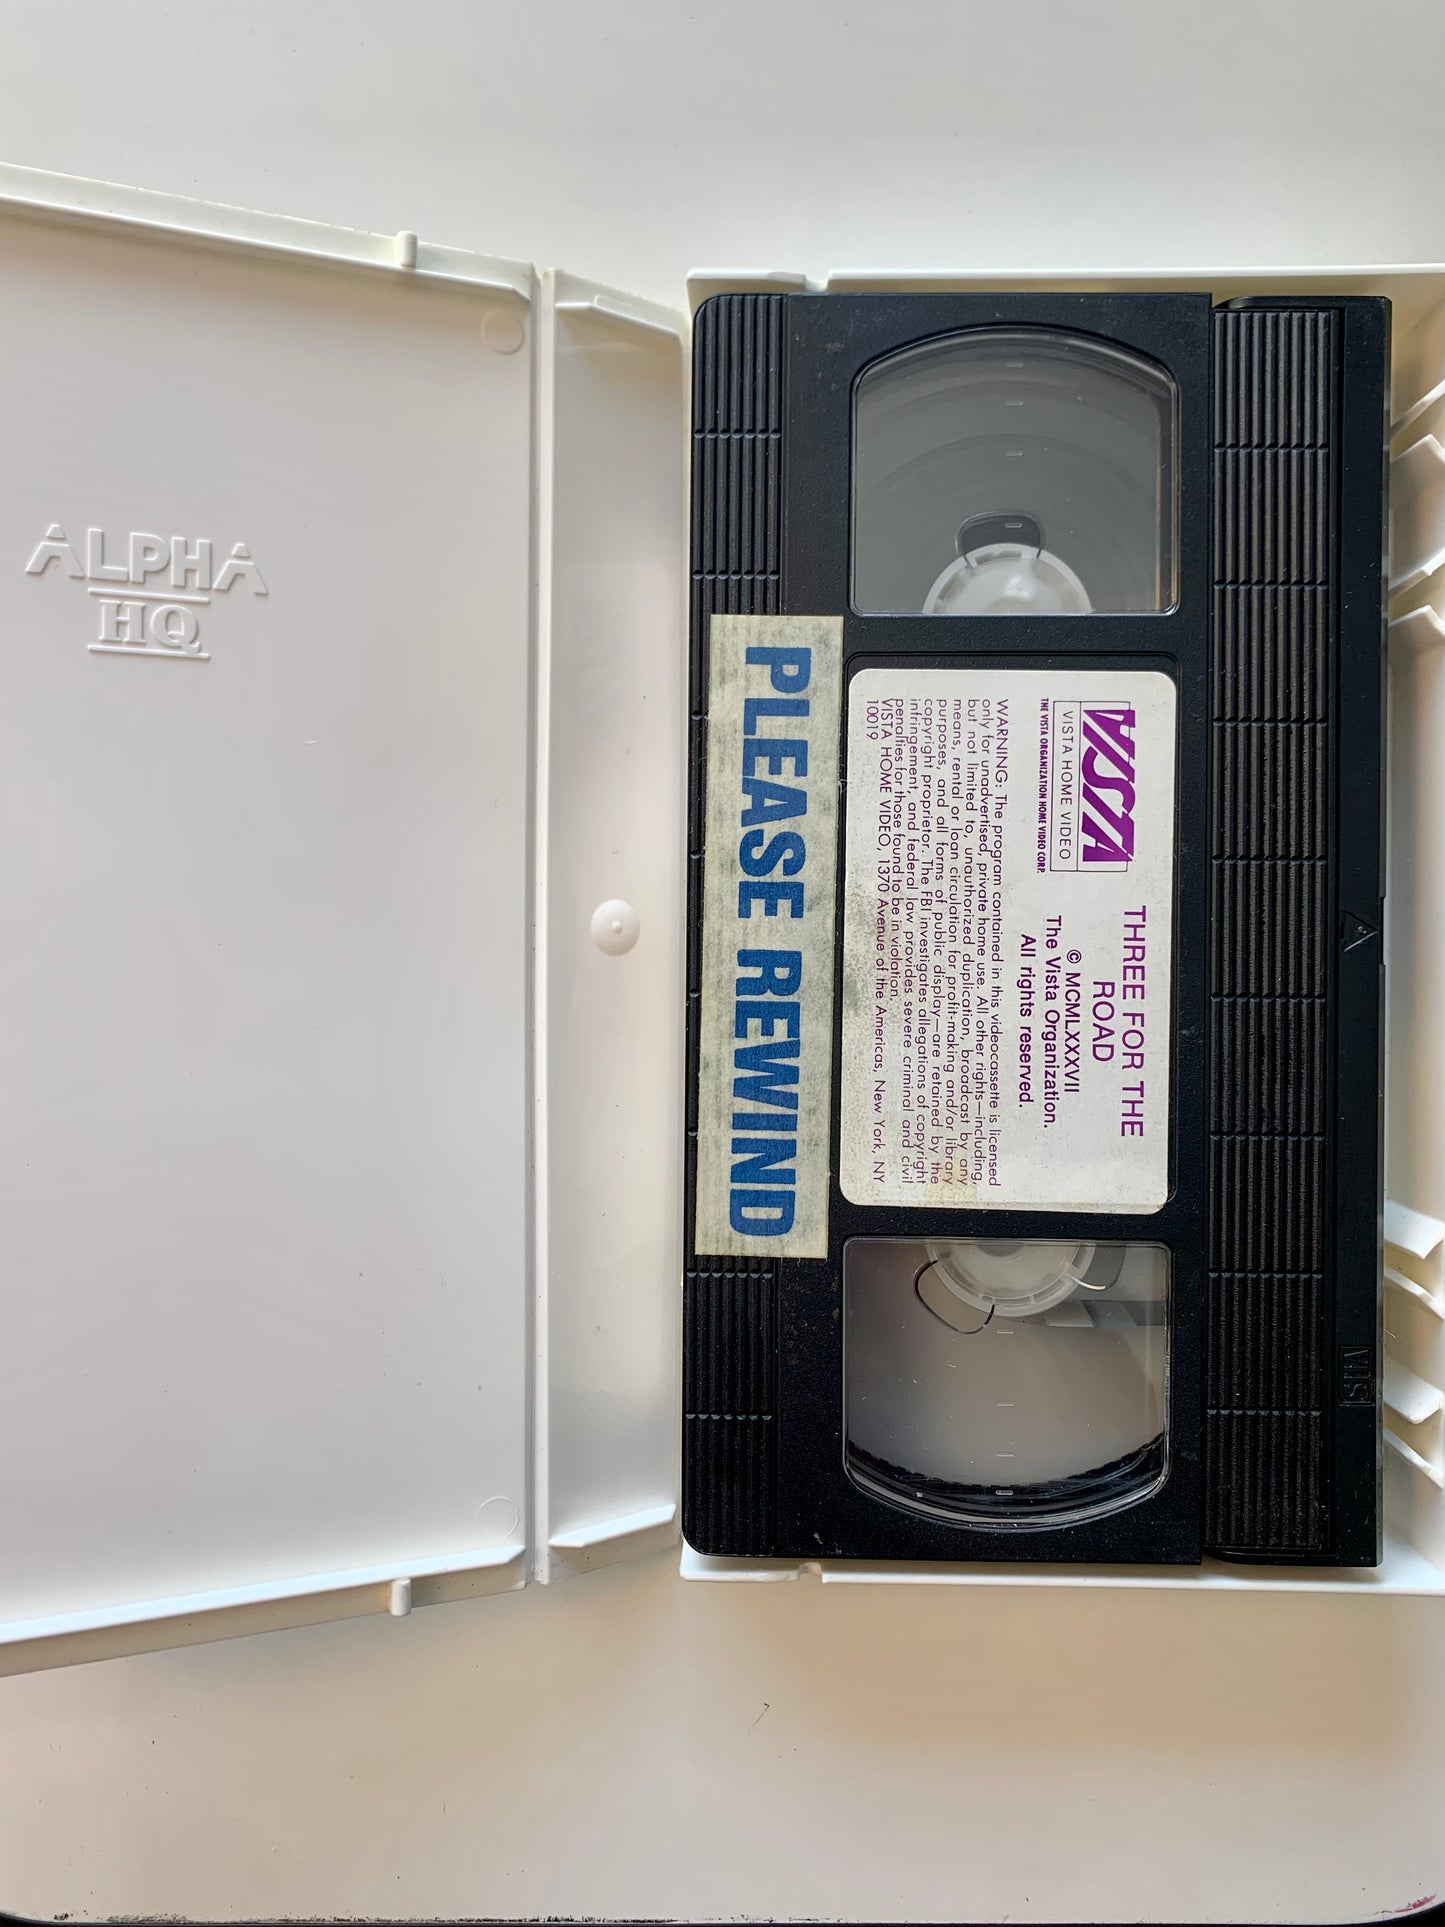 ALPHA
HQ
PLEASE REWIND
VISTA
VISTA HOME VIDEO
THE VISTA ORGANIZATION HOME VIDEO CORP.
THREE FOR THE
ROAD
© MCMLXXXVII
The Vista Organization.
All rights reserved.
WARNING: The program contained in this videocassette is licensed
only for unadvertised, private home use. All other rights—including,
but not limited to, unauthorized duplication, broadcast by any
means, rental or loan circulation for profit-making and/or library
purposes, and all forms of public display—are retained by the
copyright proprietor. The FBI investigates allegations of copyright
infringement, and federal law provides severe criminal and civil
penalties for those found to be in violation.
VISTA HOME VIDEO, 1370 Avenue of the Americas, New York, NY
10019